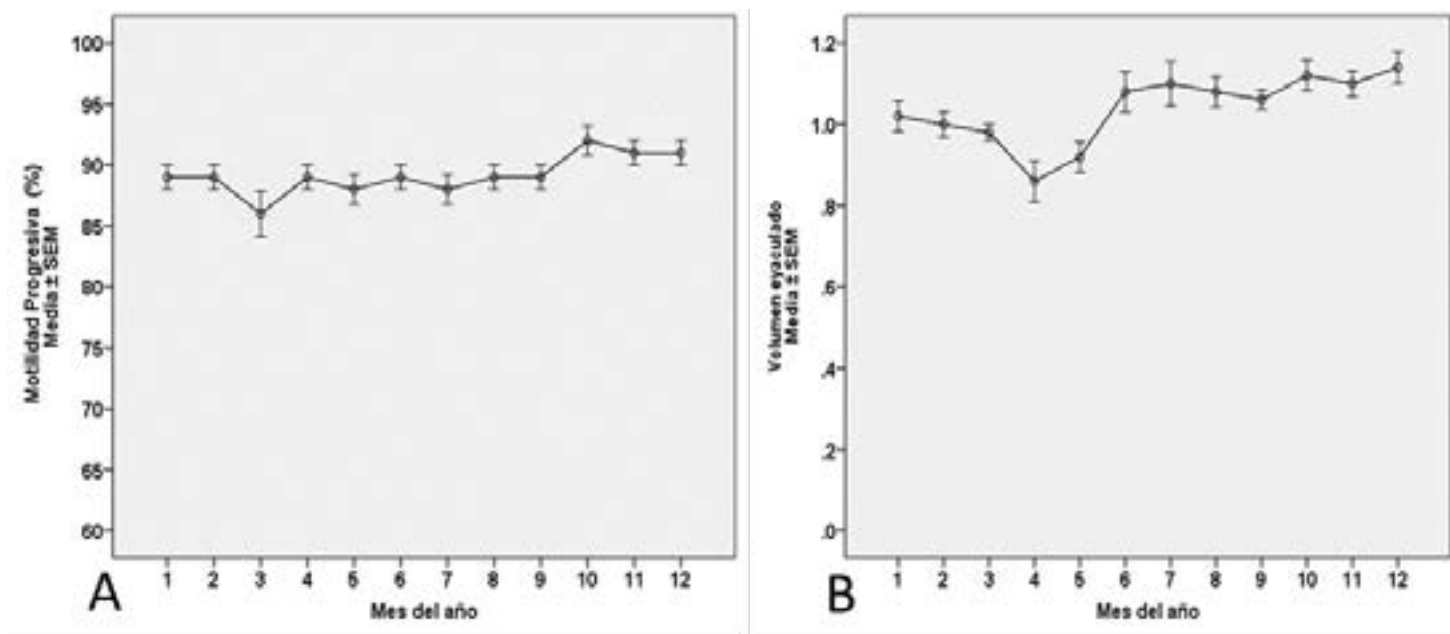 Motilidad Progresiva (%)
Media ± SEM
100
95
90
85
80
75
70
65
60
1 2 3 4 5 6 7 8 9 10 11 12
Mes del año
A
Volumen eyaculado
Media ± SEM
1.2
1.0
.8
.6
.4
.2
.0
1 2 3 4 5 6 7 8 9 10 11 12
Mes del año
B